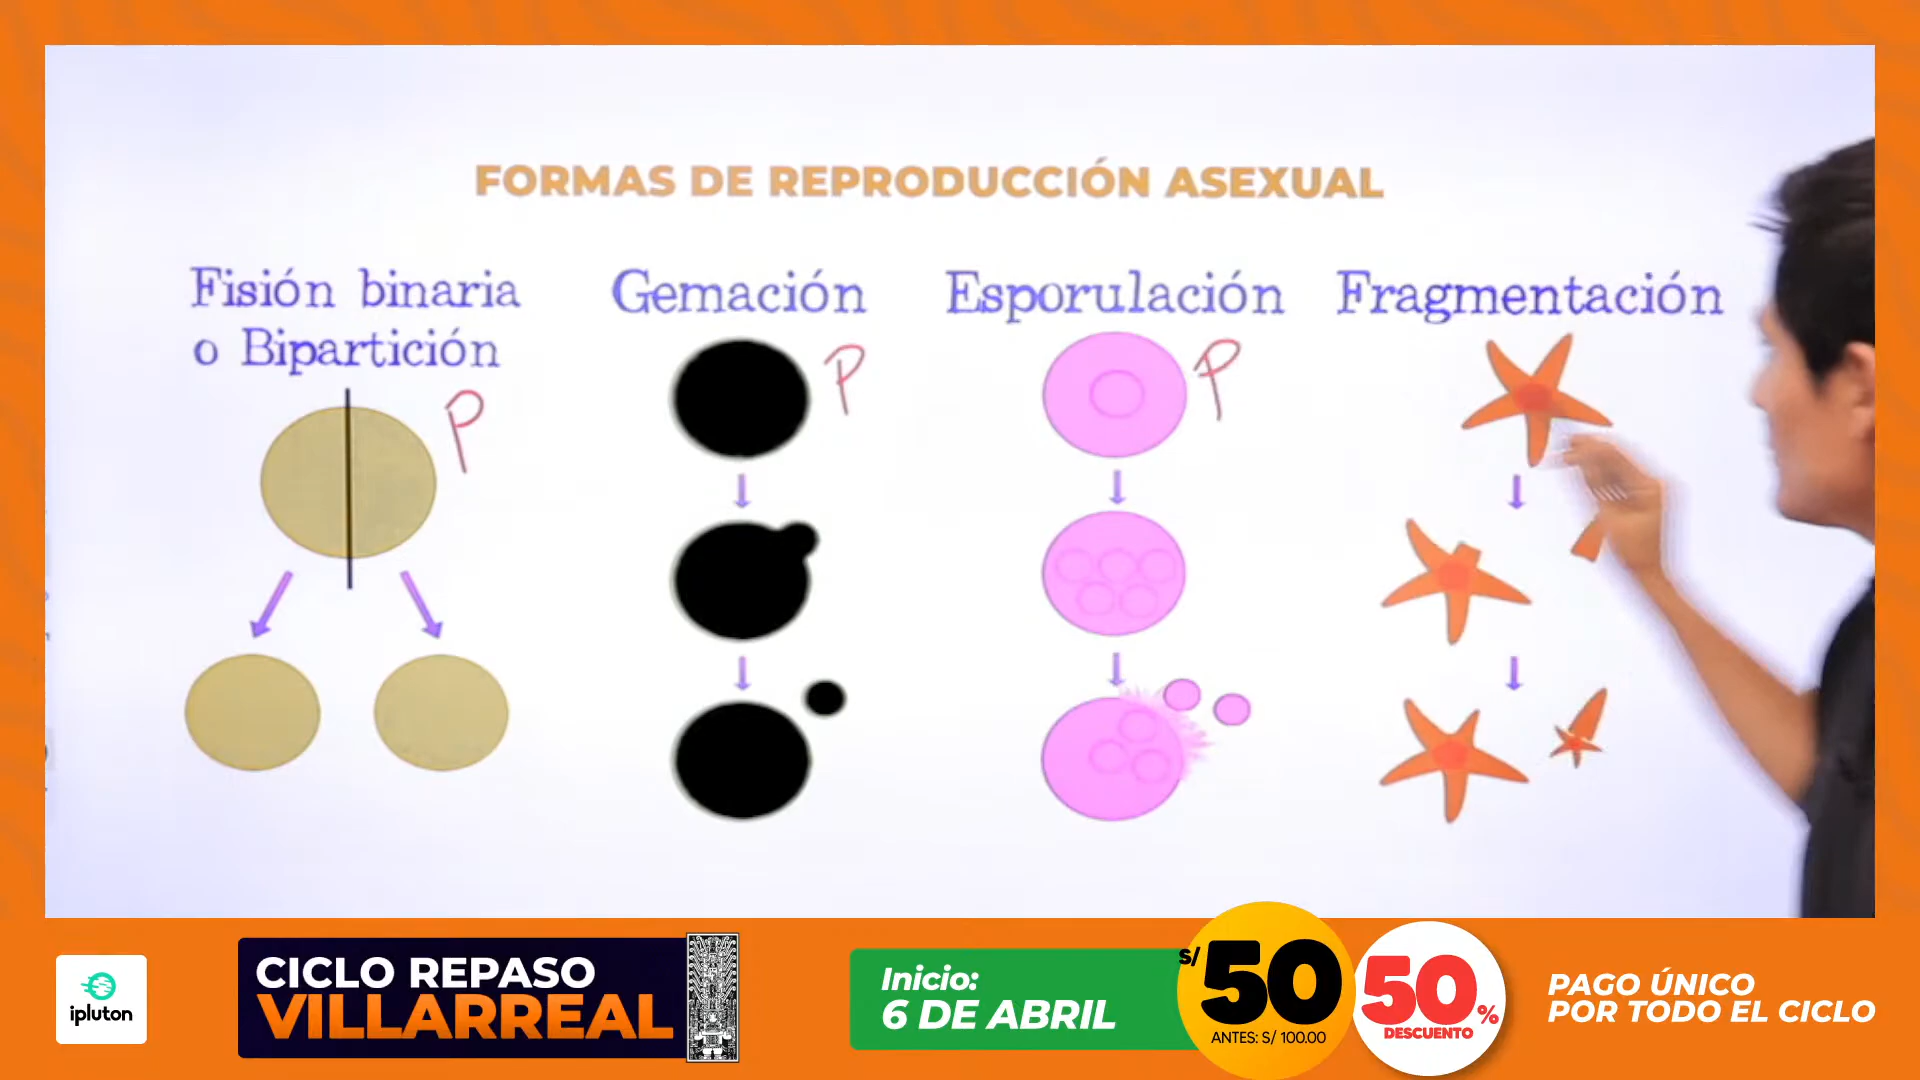 FORMAS DE REPRODUCCIÓN ASEXUAL
Fisión binaria
o Bipartición
Gemación
Esporulación
Fragmentación
P
P
P
ipluton
CICLO REPASO
VILLARREAL
Inicio:
6 DE ABRIL
S/ 50
ANTES: S/ 100.00
50%
DESCUENTO
PAGO ÚNICO
POR TODO EL CICLO